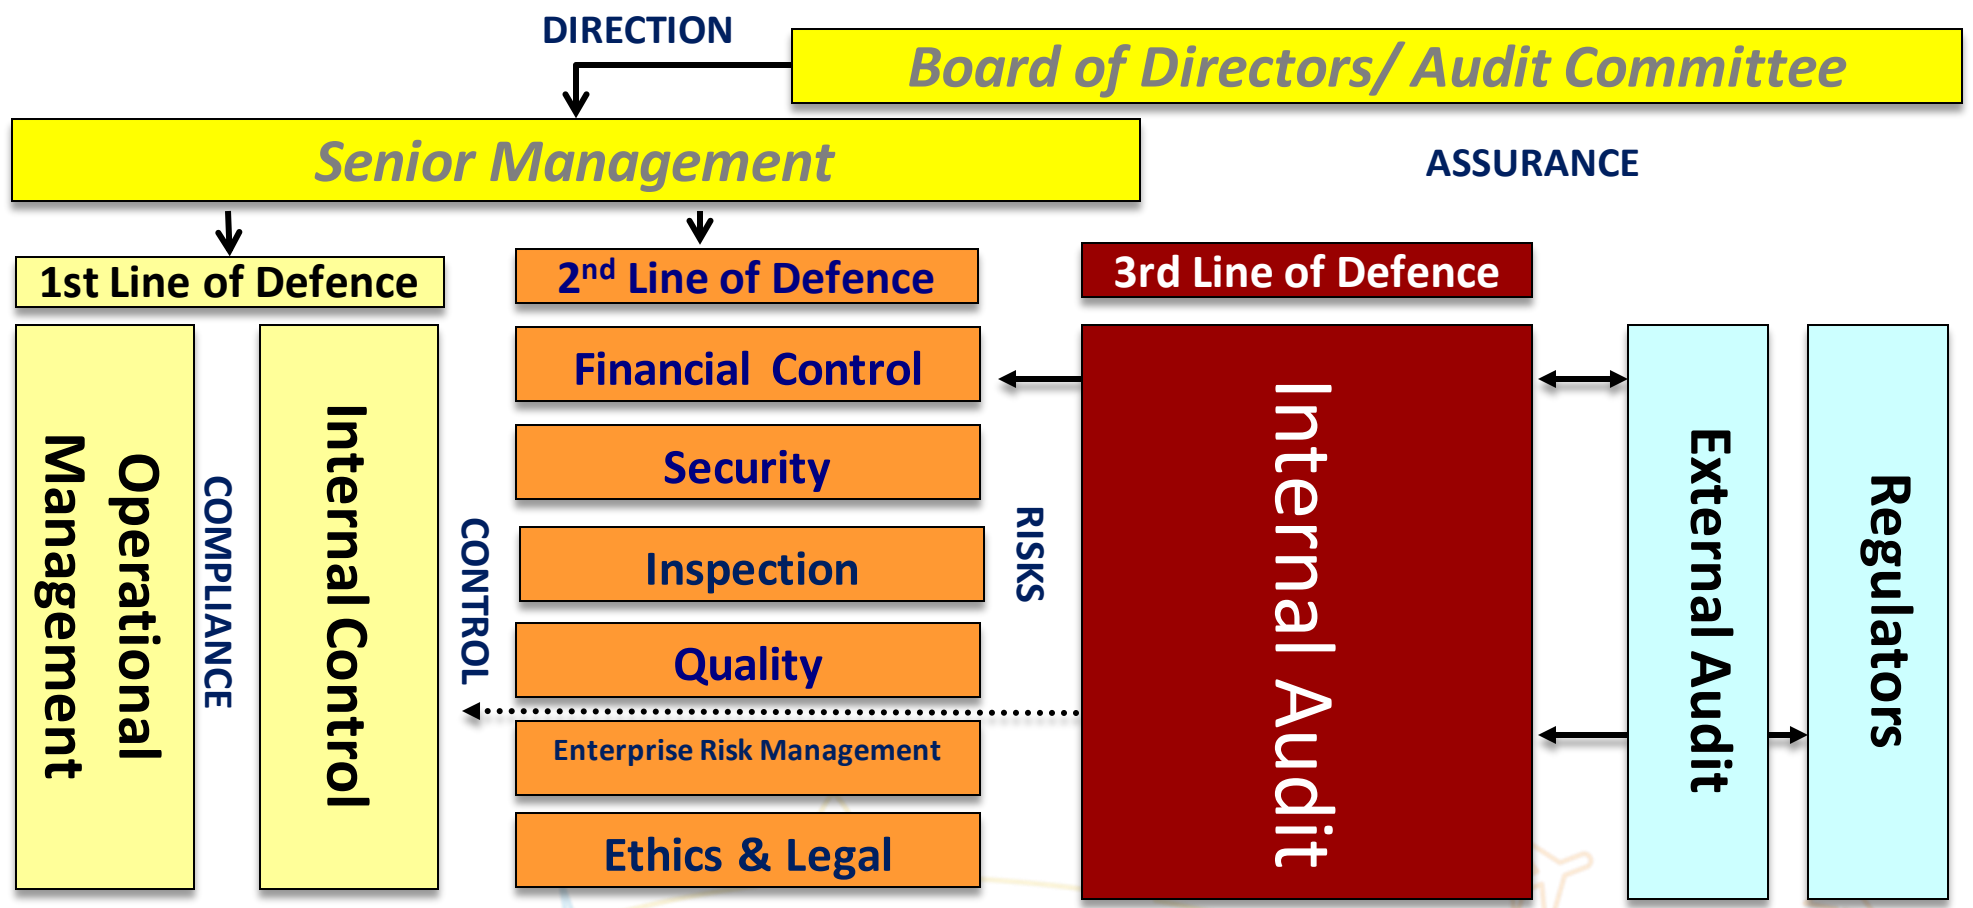 DIRECTION
Board of Directors/ Audit Committee
Senior Management
ASSURANCE
1st Line of Defence
2nd Line of Defence
3rd Line of Defence
Operational
Management
COMPLIANCE
Internal Control
CONTROL
Financial Control
Security
Inspection
Quality
Enterprise Risk Management
Ethics & Legal
RISKS
Internal Audit
External Audit
Regulators